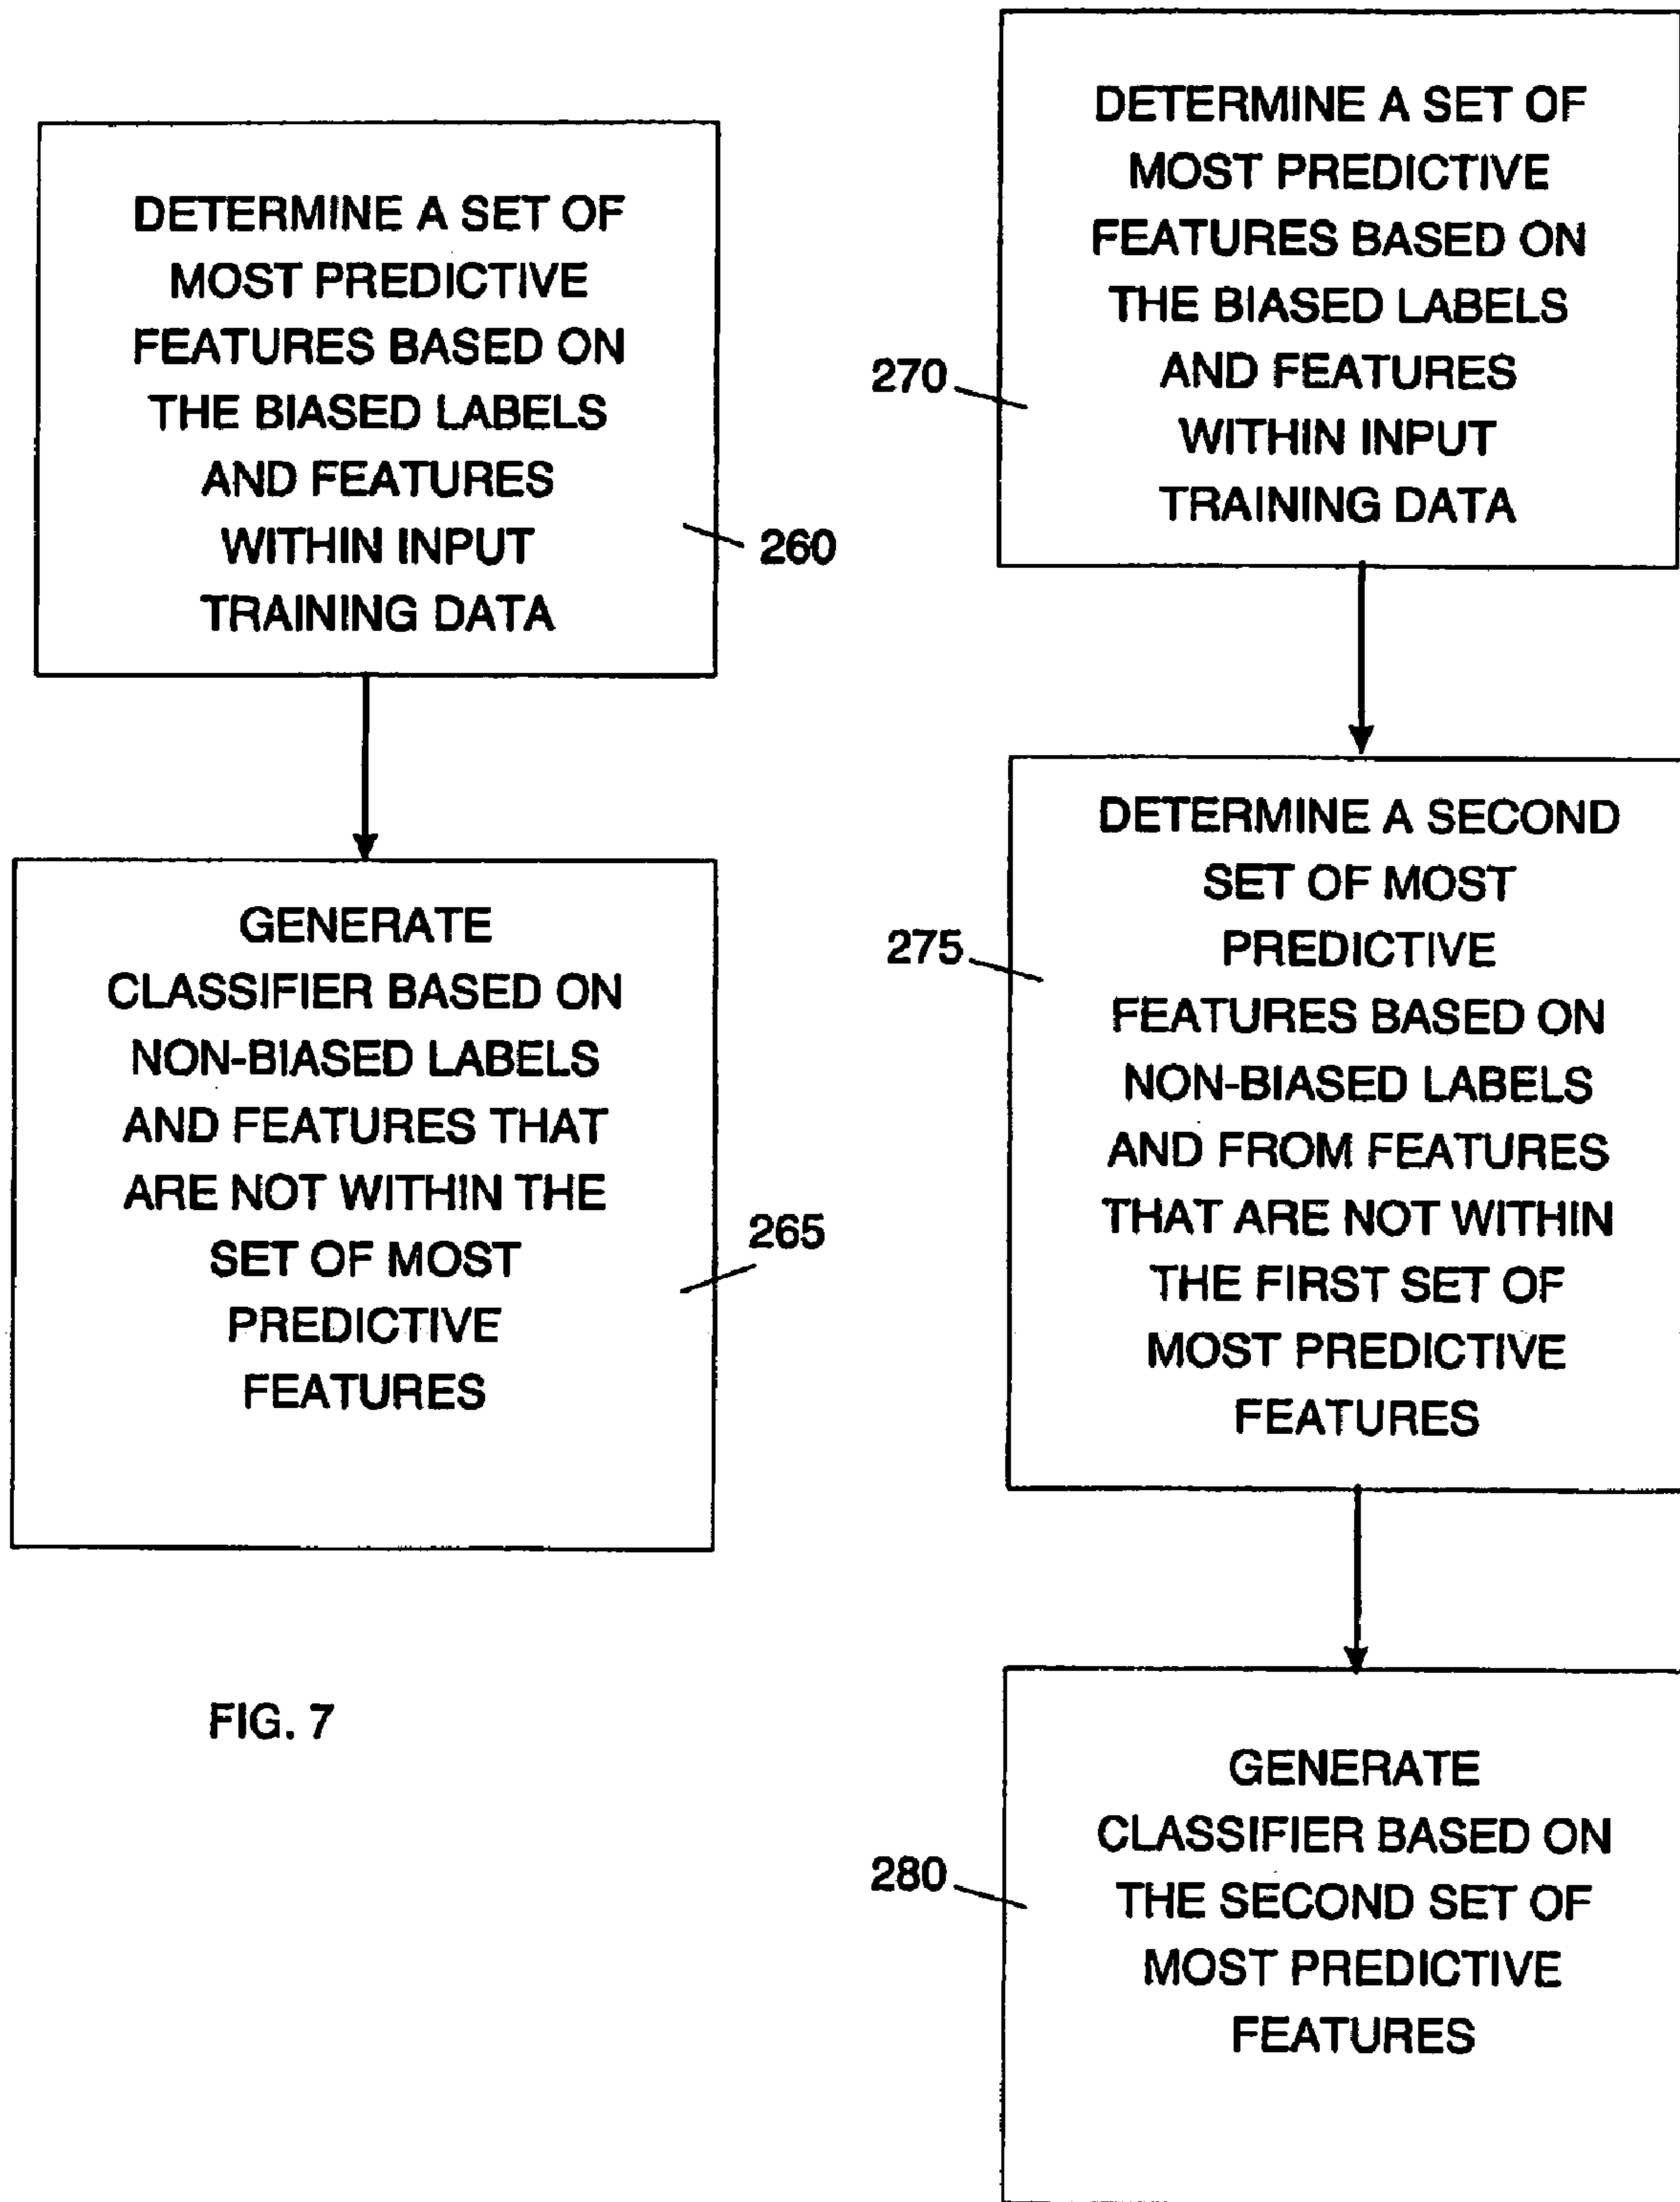 DETERMINE A SET OF
MOST PREDICTIVE
FEATURES BASED ON
THE BIASED LABELS
AND FEATURES
WITHIN INPUT
TRAINING DATA
260
GENERATE
CLASSIFIER BASED ON
NON-BIASED LABELS
AND FEATURES THAT
ARE NOT WITHIN THE
SET OF MOST
PREDICTIVE
FEATURES
265
FIG. 7
DETERMINE A SET OF
MOST PREDICTIVE
FEATURES BASED ON
THE BIASED LABELS
AND FEATURES
WITHIN INPUT
TRAINING DATA
270
DETERMINE A SECOND
SET OF MOST
PREDICTIVE
FEATURES BASED ON
NON-BIASED LABELS
AND FROM FEATURES
THAT ARE NOT WITHIN
THE FIRST SET OF
MOST PREDICTIVE
FEATURES
275
GENERATE
CLASSIFIER BASED ON
THE SECOND SET OF
MOST PREDICTIVE
FEATURES
280